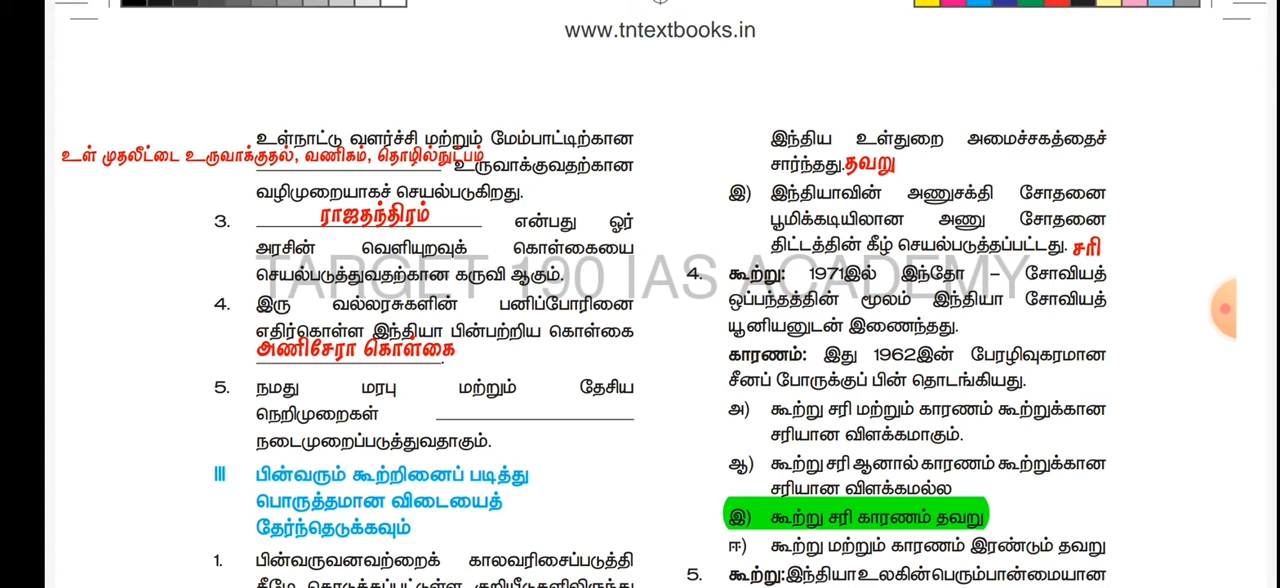 www.tntextbooks.in
உள்நாட்டு வளர்ச்சி மற்றும் மேம்பாட்டிற்கான
உள் முதலீட்டை உருவாக்குதல், வணிகம், தொழில்நுட்பம்
உருவாக்குவதற்கான
வழிமுறையாகச் செயல்படுகிறது.
3. ராஜதந்திரம் என்பது ஓர்
அரசின் வெளியுறவுக் கொள்கையை
செயல்படுத்துவதற்கான கருவி ஆகும்.
4. இரு வல்லரசுகளின் பனிப்போரினை
எதிர்கொள்ள இந்தியா பின்பற்றிய கொள்கை
அணிசேரா கொள்கை.
5. நமது மரபு மற்றும் தேசிய
நெறிமுறைகள்
நடைமுறைப்படுத்துவதாகும்.
III பின்வரும் கூற்றினைப் படித்து
பொருத்தமான விடையைத்
தேர்ந்தெடுக்கவும்
1. பின்வருவனவற்றைக் காலவரிசைப்படுத்தி
கீழே கொடுக்கப்பட்டுள்ள குறியீடுகளிலிருந்து
இந்திய உள்துறை அமைச்சகத்தைச்
சார்ந்தது. தவறு
இ) இந்தியாவின் அணுசக்தி சோதனை
பூமிக்கடியிலான அணு சோதனை
திட்டத்தின் கீழ் செயல்படுத்தப்பட்டது. சரி
4. கூற்று: 1971இல் இந்தோ – சோவியத்
ஒப்பந்தத்தின் மூலம் இந்தியா சோவியத்
யூனியனுடன் இணைந்தது.
காரணம்: இது 1962இன் பேரழிவுகரமான
சீனப் போருக்குப் பின் தொடங்கியது.
அ) கூற்று சரி மற்றும் காரணம் கூற்றுக்கான
சரியான விளக்கமாகும்.
ஆ) கூற்று சரி ஆனால் காரணம் கூற்றுக்கான
சரியான விளக்கமல்ல
இ) கூற்று சரி காரணம் தவறு
ஈ) கூற்று மற்றும் காரணம் இரண்டும் தவறு
5. கூற்று: இந்தியா உலகின் பெரும்பான்மையான
TARGET 190 IAS ACADEMY